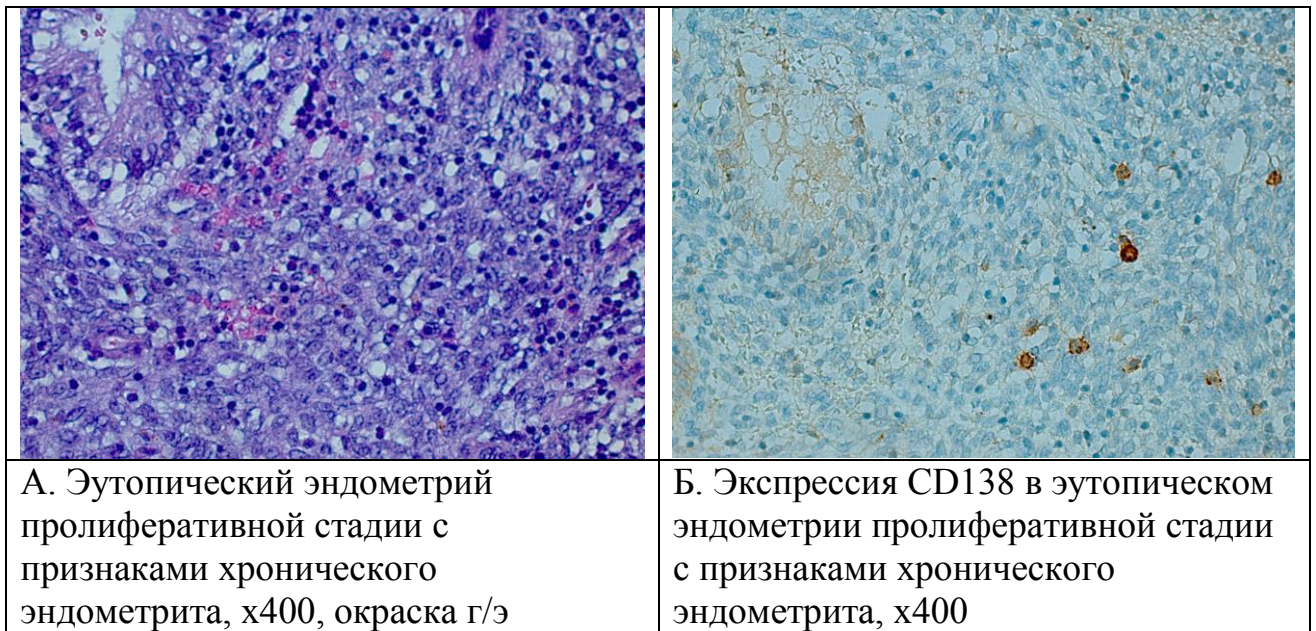 А. Эутопический эндометрий
пролиферативной стадии с
признаками хронического
эндометрита, х400, окраска г/э
Б. Экспрессия CD138 в эутопическом
эндометрии пролиферативной стадии
с признаками хронического
эндометрита, х400